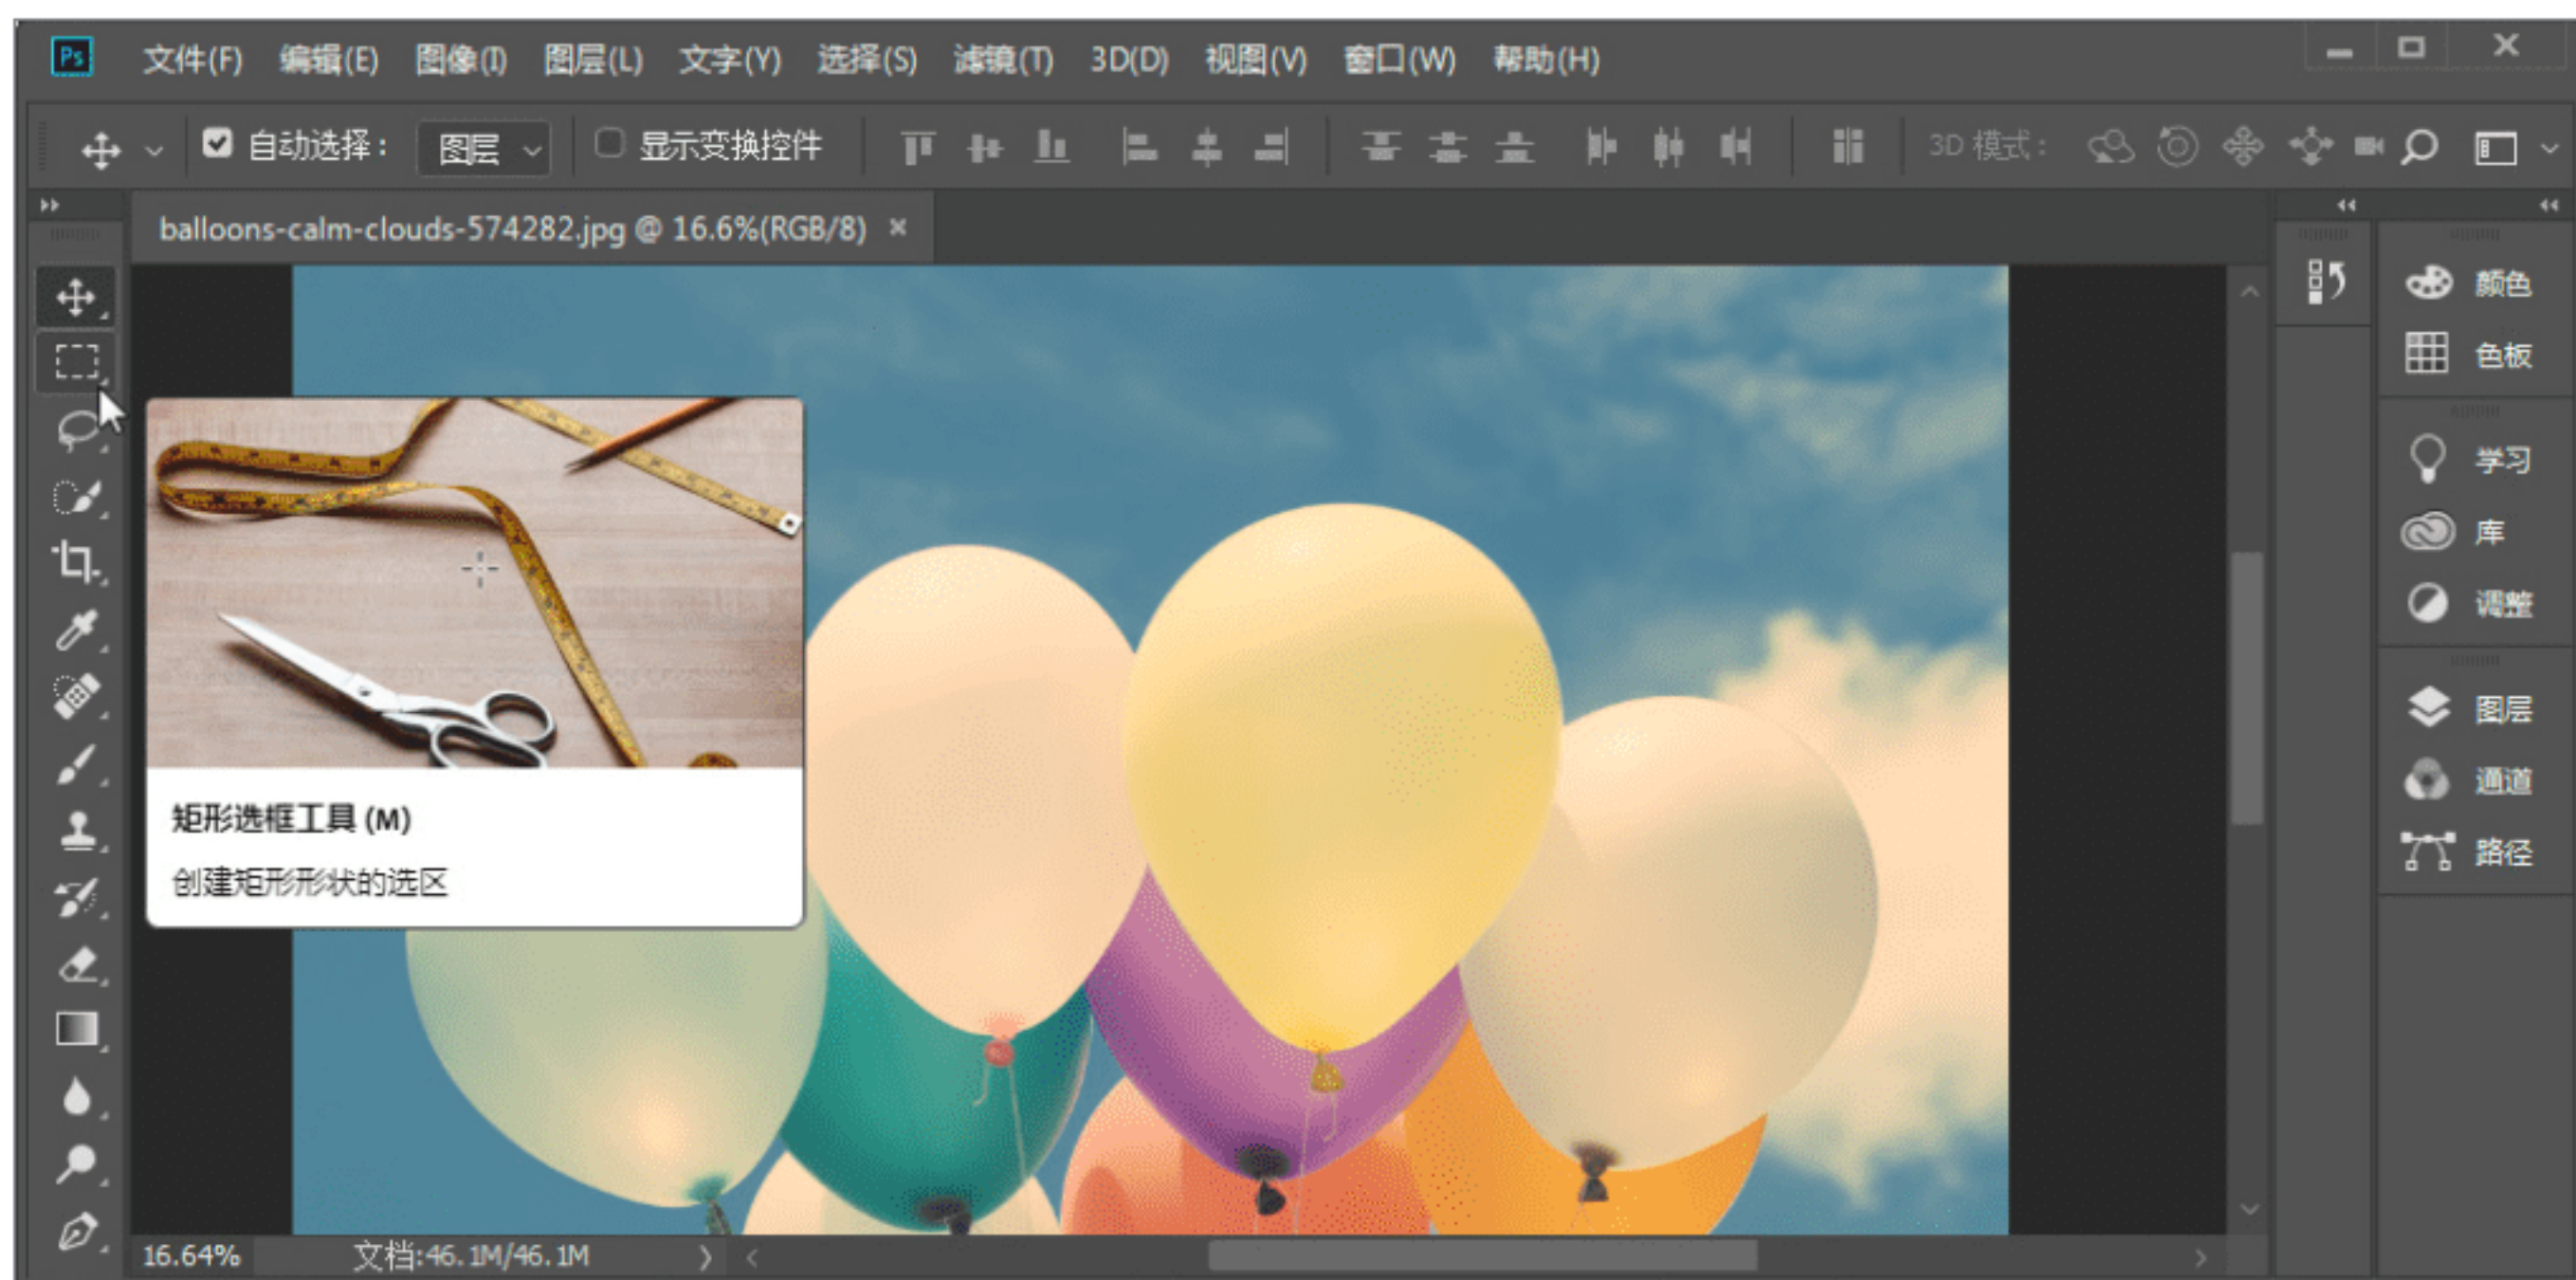 Ps 文件(F) 编辑(E) 图像(I) 图层(L) 文字(Y) 选择(S) 滤镜(T) 3D(D) 视图(V) 窗口(W) 帮助(H)
自动选择： 图层 显示变换控件 3D 模式：
balloons-calm-clouds-574282.jpg @ 16.6%(RGB/8) ×
颜色
色板
学习
库
调整
图层
通道
路径
矩形选框工具 (M)
创建矩形形状的选区
16.64% 文档:46.1M/46.1M